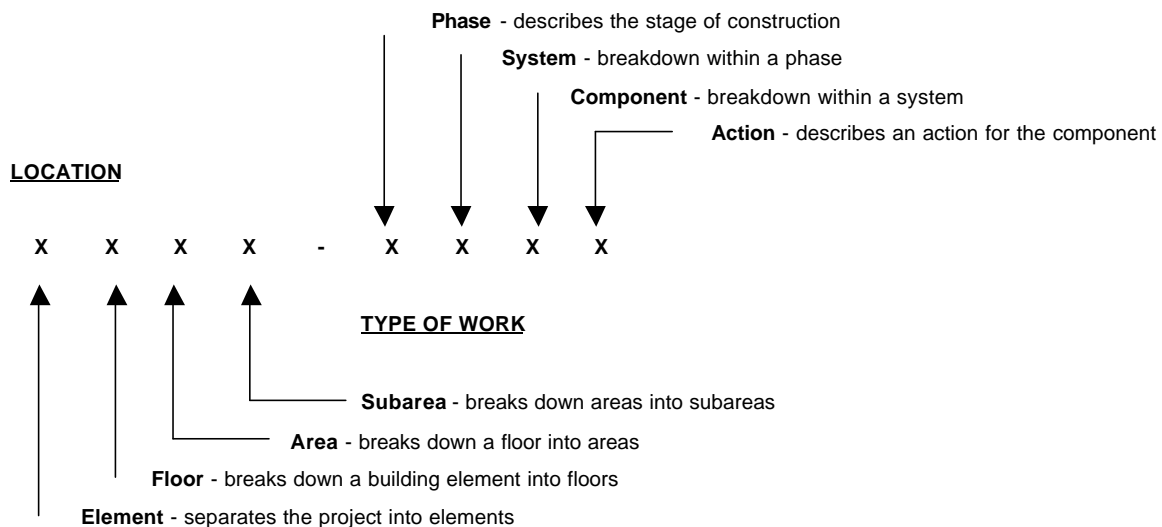 Phase - describes the stage of construction
System - breakdown within a phase
Component - breakdown within a system
Action - describes an action for the component
LOCATION
X X X X - X X X X
TYPE OF WORK
Subarea - breaks down areas into subareas
Area - breaks down a floor into areas
Floor - breaks down a building element into floors
Element - separates the project into elements